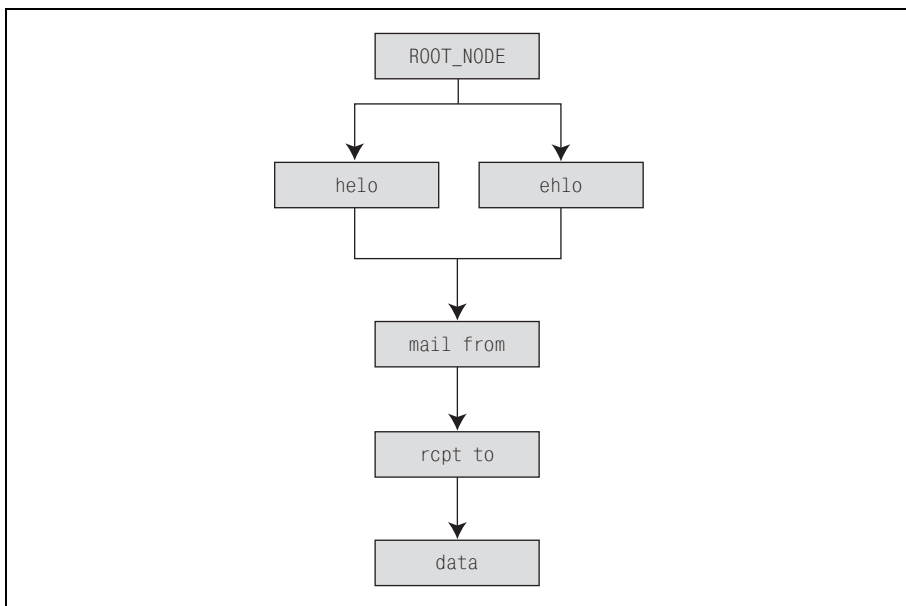 ROOT_NODE
helo
ehlo
mail from
rcpt to
data